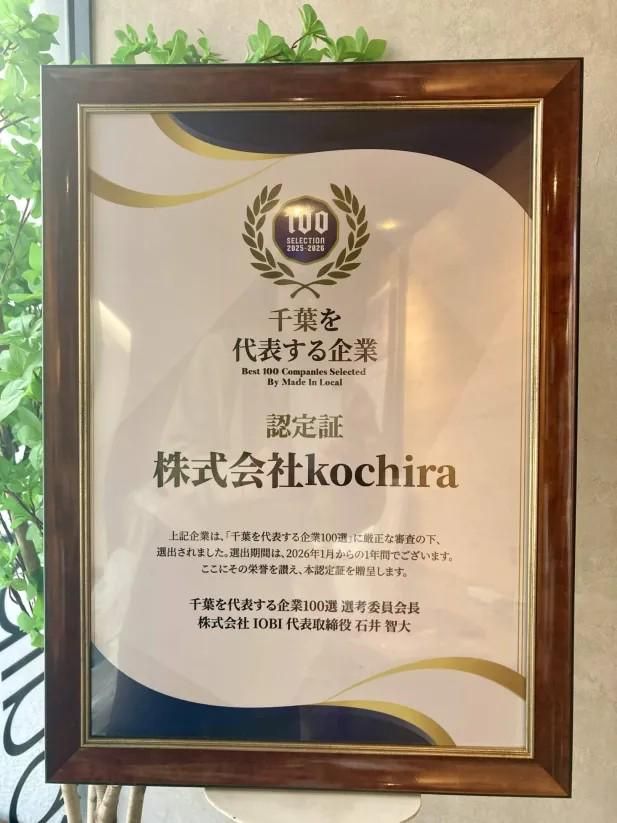 100
SELECTION
2025-2026
千葉を
代表する企業
Best 100 Companies Selected
By Made In Local
認定証
株式会社kochira
上記企業は、「千葉を代表する企業100選」に厳正な審査の下、
選出されました。選出期間は、2026年1月からの1年間でございます。
ここにその栄誉を讃え、本認定証を贈呈します。
千葉を代表する企業100選 選考委員会長
株式会社 IOBI 代表取締役 石井 智大